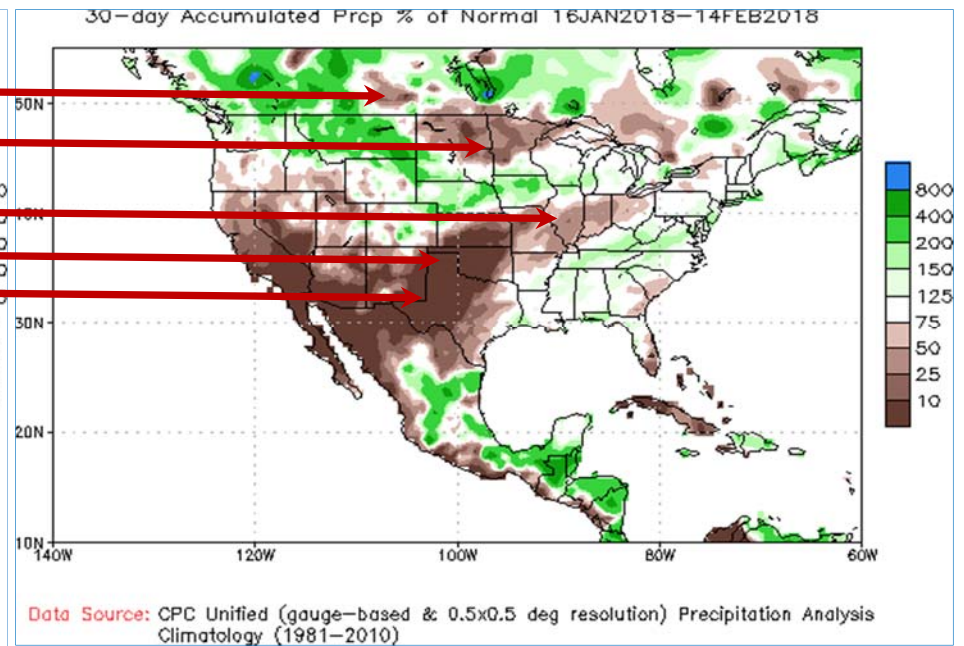 30-day Accumulated Prcp % of Normal 16JAN2018-14FEB2018
50N
30N
20N
10N
140W 120W 100W 80W 60W
800
400
200
150
125
75
50
25
10
Data Source: CPC Unified (gauge-based & 0.5x0.5 deg resolution) Precipitation Analysis
Climatology (1981-2010)